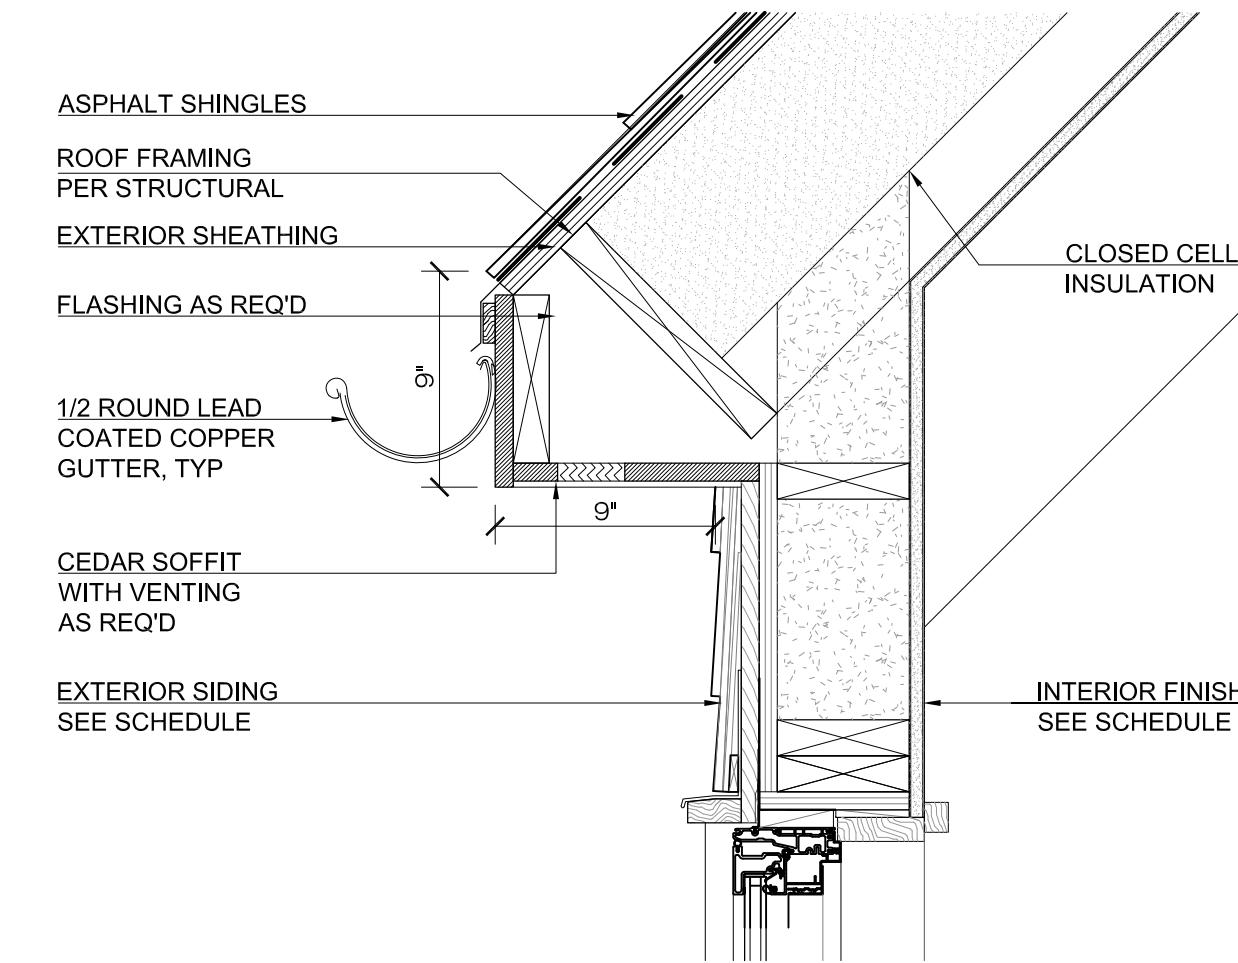 ASPHALT SHINGLES
ROOF FRAMING
PER STRUCTURAL
EXTERIOR SHEATHING
FLASHING AS REQ'D
1/2 ROUND LEAD
COATED COPPER
GUTTER, TYP
CEDAR SOFFIT
WITH VENTING
AS REQ'D
EXTERIOR SIDING
SEE SCHEDULE
9"
9"
CLOSED CELL
INSULATION
INTERIOR FINISH
SEE SCHEDULE